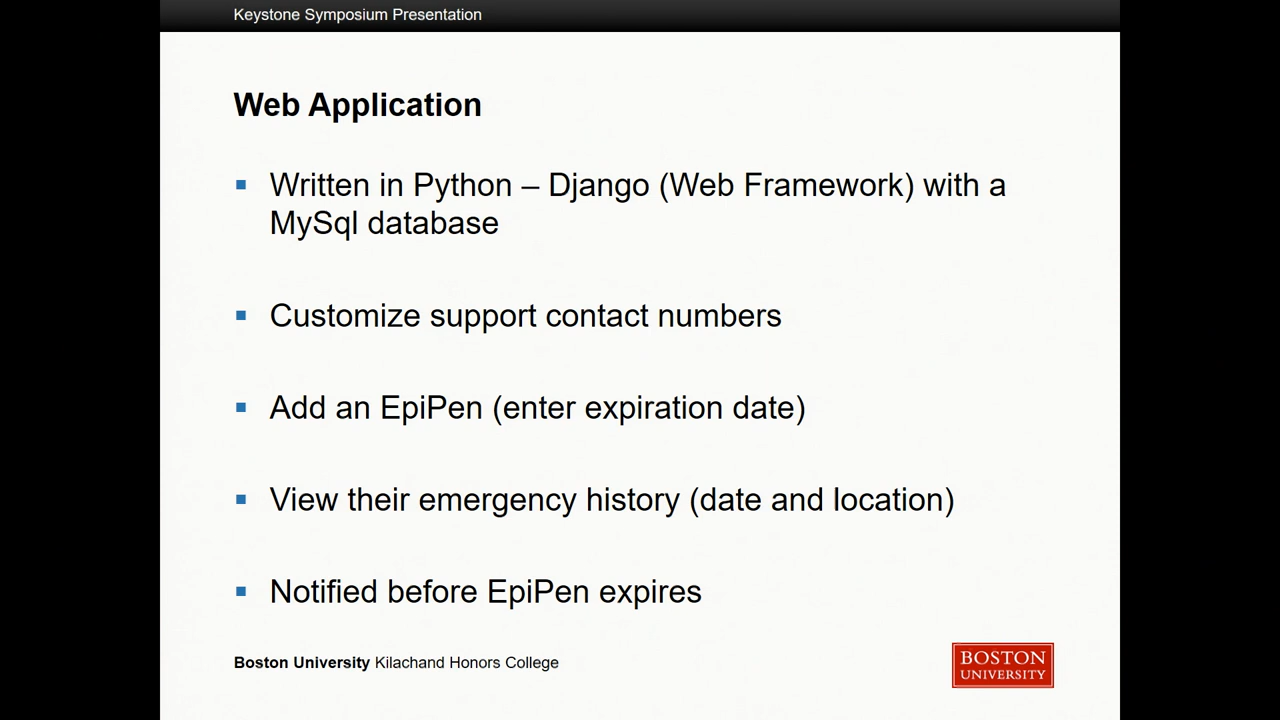 Keystone Symposium Presentation
Web Application
Written in Python – Django (Web Framework) with a
MySql database
Customize support contact numbers
Add an EpiPen (enter expiration date)
View their emergency history (date and location)
Notified before EpiPen expires
Boston University Kilachand Honors College
BOSTON
UNIVERSITY